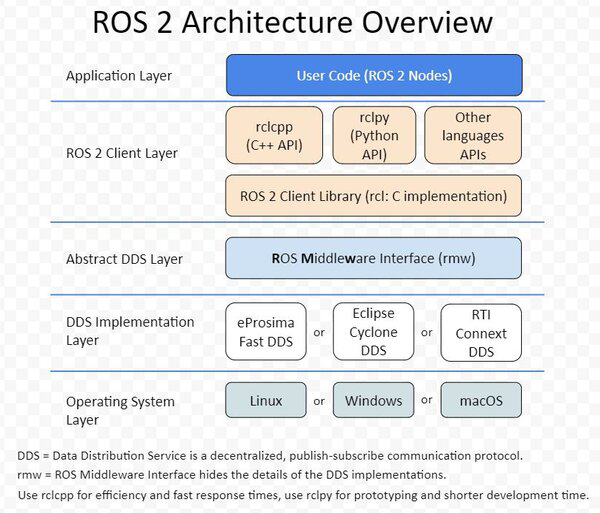 ROS 2 Architecture Overview
Application Layer
User Code (ROS 2 Nodes)
ROS 2 Client Layer
rclcpp
(C++ API)
rclpy
(Python
API)
Other
languages
APIs
ROS 2 Client Library (rcl: C implementation)
Abstract DDS Layer
ROS Middleware Interface (rmw)
DDS Implementation
Layer
eProsima
Fast DDS
or
Eclipse
Cyclone
DDS
or
RTI
Connext
DDS
Operating System
Layer
Linux
or
Windows
or
macOS
DDS = Data Distribution Service is a decentralized, publish-subscribe communication protocol.
rmw = ROS Middleware Interface hides the details of the DDS implementations.
Use rclcpp for efficiency and fast response times, use rclpy for prototyping and shorter development time.